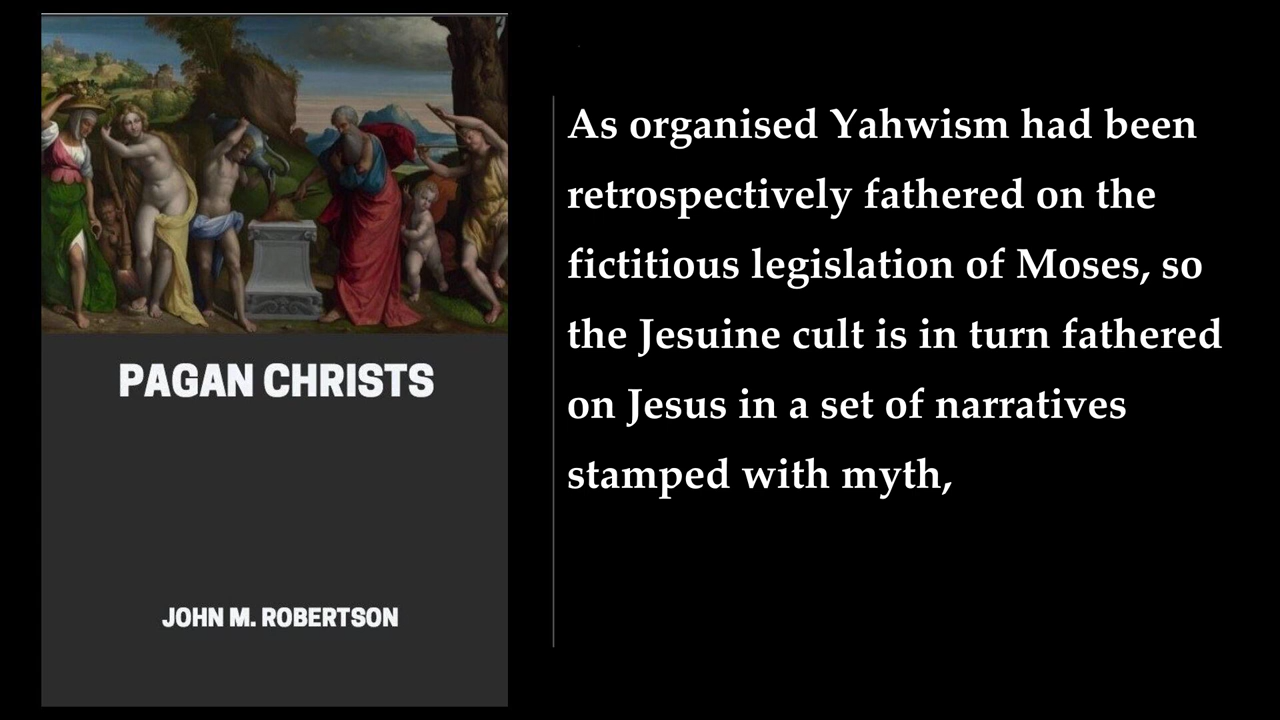 PAGAN CHRISTS
JOHN M. ROBERTSON
As organised Yahwism had been
retrospectively fathered on the
fictitious legislation of Moses, so
the Jesuine cult is in turn fathered
on Jesus in a set of narratives
stamped with myth,